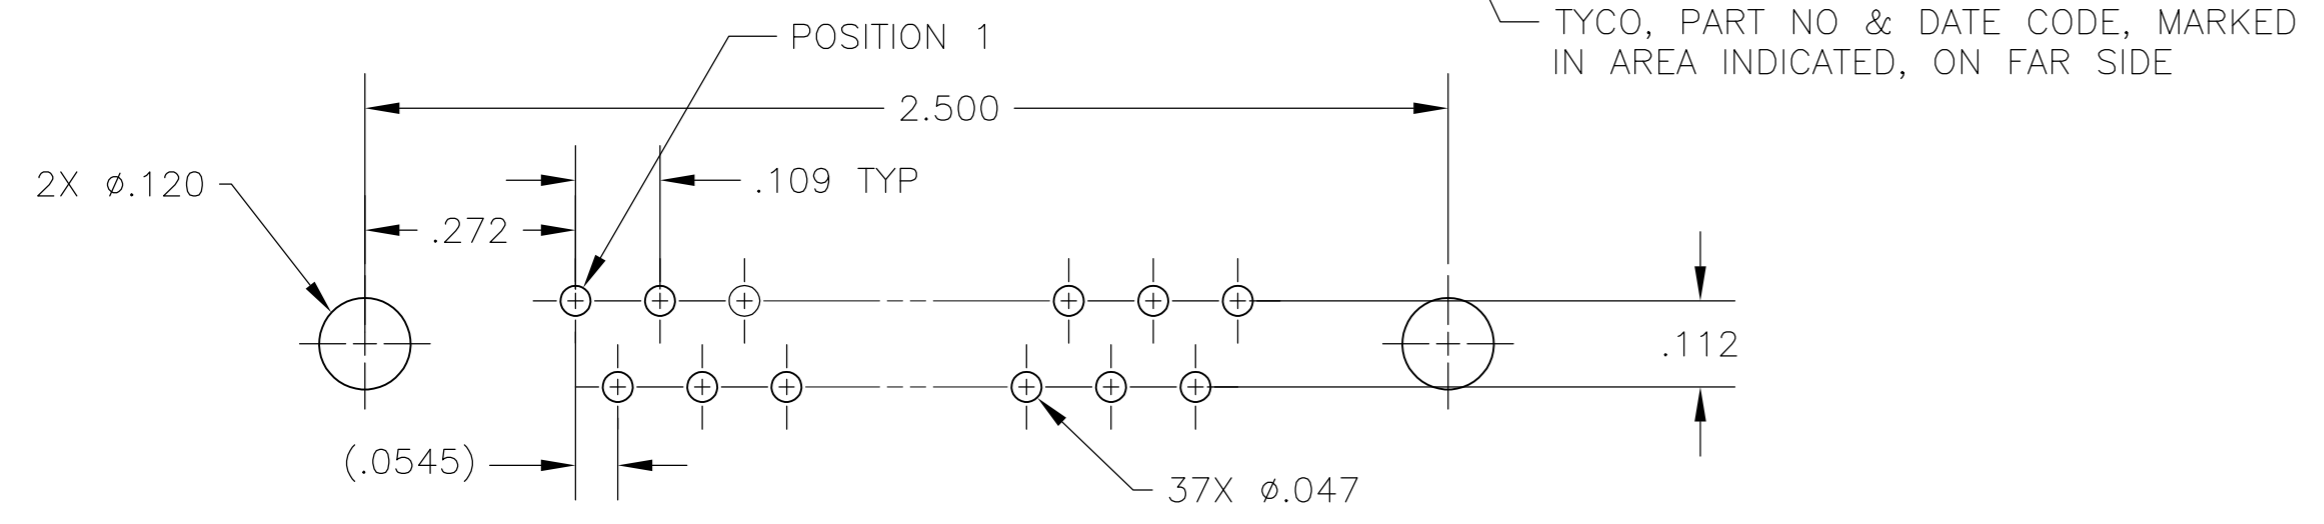 TYCO, PART NO & DATE CODE, MARKED
IN AREA INDICATED, ON FAR SIDE
POSITION 1
2.500
2X ø.120
.109 TYP
.272
.112
(.0545)
37X ø.047